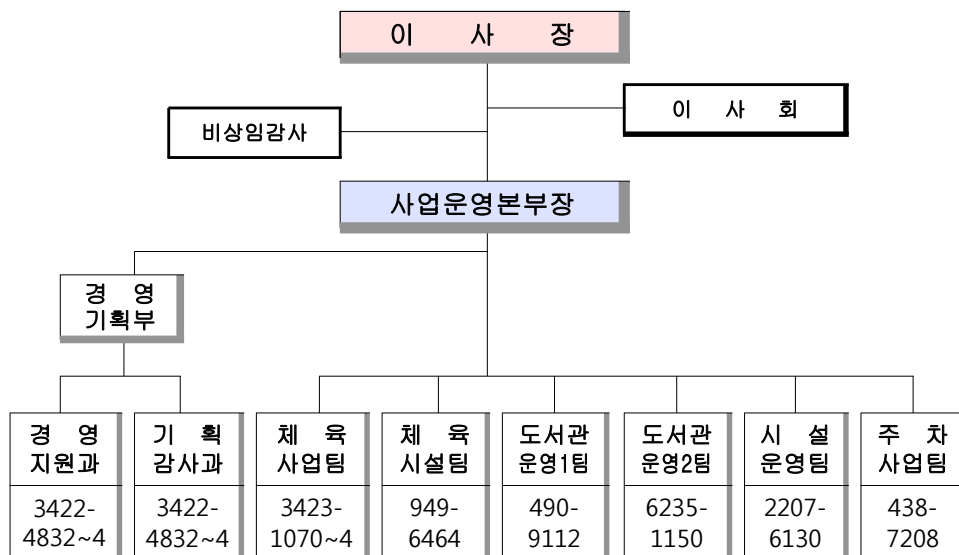 이 사 장
이 사 회
비상임감사
사업운영본부장
경 영
기획부
경 영
지원과
3422-
4832~4
기 획
감사과
3422-
4832~4
체 육
사업팀
3423-
1070~4
체 육
시설팀
949-
6464
도서관
운영1팀
490-
9112
도서관
운영2팀
6235-
1150
시 설
운영팀
2207-
6130
주 차
사업팀
438-
7208